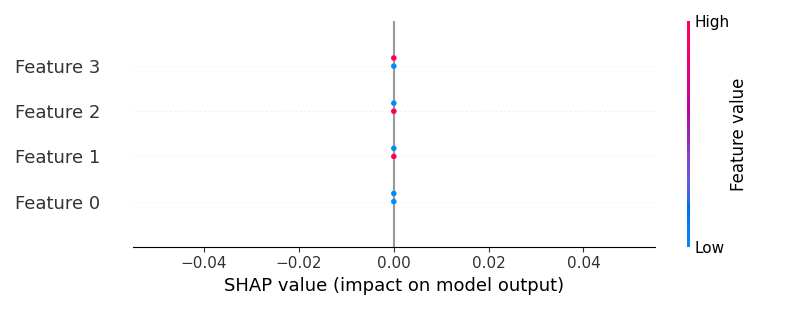 High
Feature 3
Feature 2
Feature 1
Feature 0
Feature value
Low
−0.04 −0.02 0.00 0.02 0.04
SHAP value (impact on model output)